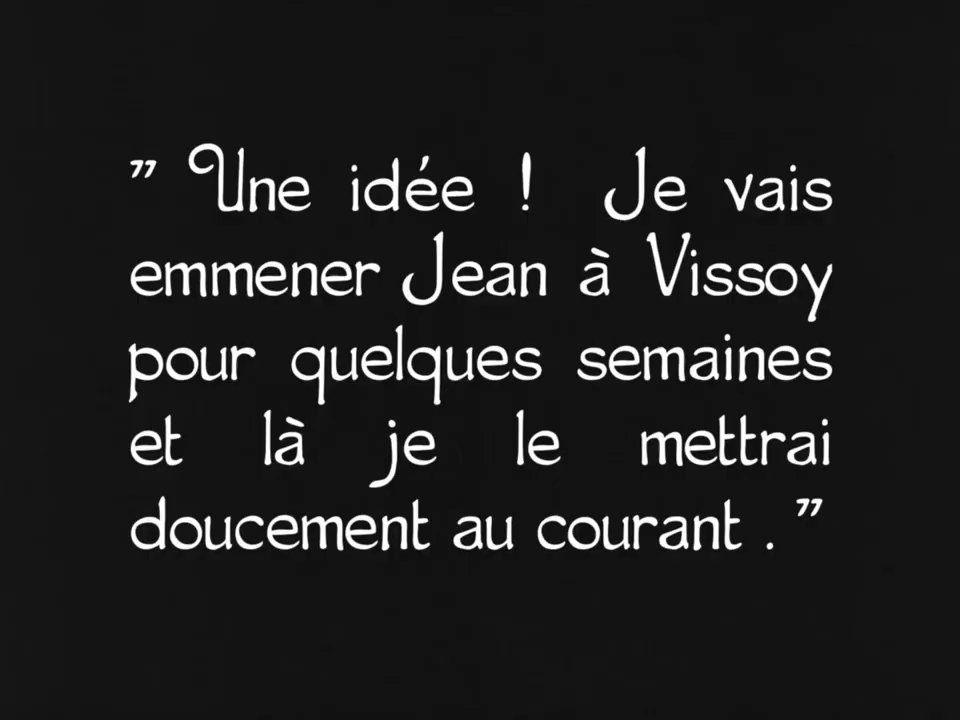 " Une idée ! Je vais
emmener Jean à Vissoy
pour quelques semaines
et là je le mettrai
doucement au courant . "